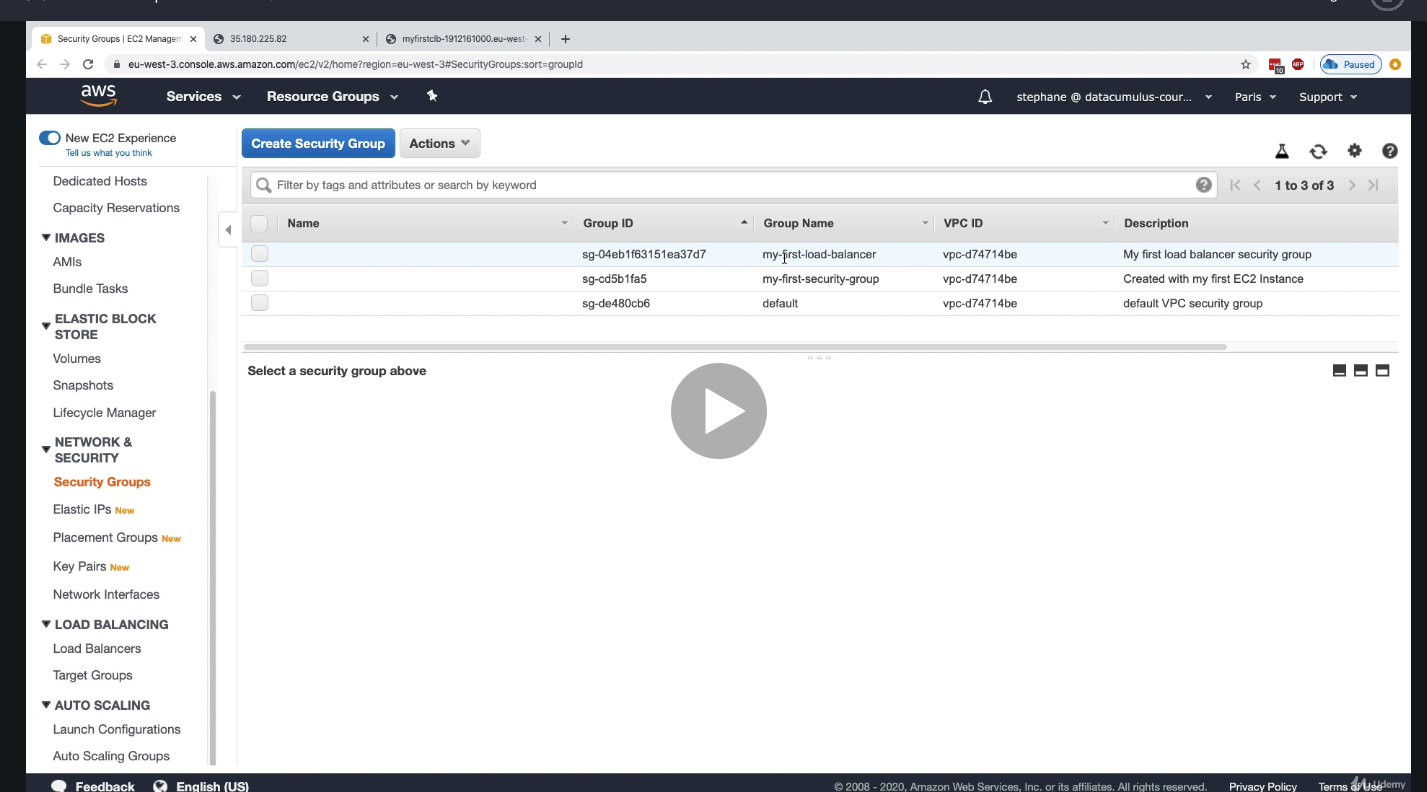 Security Groups | EC2 Managem
35.180.225.82
myfirstclb-1912161000.eu-west-
eu-west-3.console.aws.amazon.com/ec2/v2/home?region=eu-west-3#SecurityGroups:sort=groupId
10
ABP
Paused
aws
Services
Resource Groups
stephane @ datacumulus-cour...
Paris
Support
New EC2 Experience
Tell us what you think
Create Security Group
Actions
Filter by tags and attributes or search by keyword
1 to 3 of 3
Name Group ID Group Name VPC ID Description
sg-04eb1f63151ea37d7 my-first-load-balancer vpc-d74714be My first load balancer security group
sg-cd5b1fa5 my-first-security-group vpc-d74714be Created with my first EC2 Instance
sg-de480cb6 default vpc-d74714be default VPC security group
Select a security group above
Dedicated Hosts
Capacity Reservations
IMAGES
AMIs
Bundle Tasks
ELASTIC BLOCK
STORE
Volumes
Snapshots
Lifecycle Manager
NETWORK &
SECURITY
Security Groups
Elastic IPs New
Placement Groups New
Key Pairs New
Network Interfaces
LOAD BALANCING
Load Balancers
Target Groups
AUTO SCALING
Launch Configurations
Auto Scaling Groups
Feedback
English (US)
© 2008 - 2020, Amazon Web Services, Inc. or its affiliates. All rights reserved.
Privacy Policy
Terms of Use
Udemy